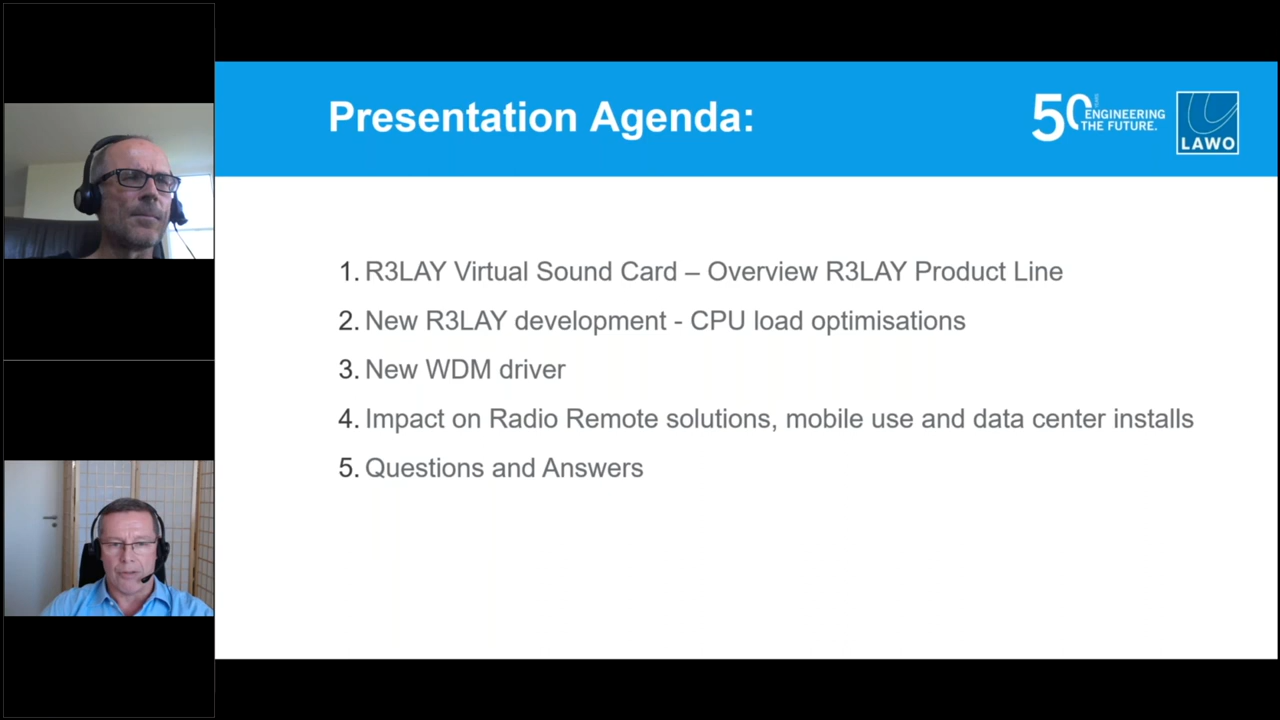 Presentation Agenda:
50 YEARS
ENGINEERING
THE FUTURE.
LAWO
1. R3LAY Virtual Sound Card – Overview R3LAY Product Line
2. New R3LAY development - CPU load optimisations
3. New WDM driver
4. Impact on Radio Remote solutions, mobile use and data center installs
5. Questions and Answers